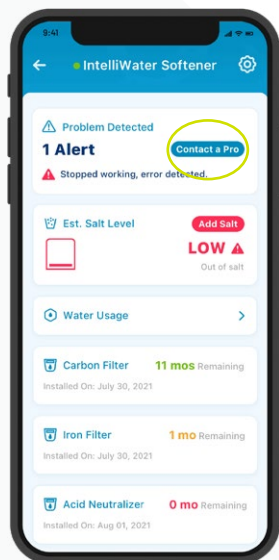 9:41
IntelliWater Softener
Problem Detected
1 Alert
Contact a Pro
Stopped working, error detected.
Est. Salt Level
Add Salt
LOW
Out of salt
Water Usage
Carbon Filter 11 mos Remaining
Installed On: July 30, 2021
Iron Filter 1 mo Remaining
Installed On: July 30, 2021
Acid Neutralizer 0 mo Remaining
Installed On: Aug 01, 2021